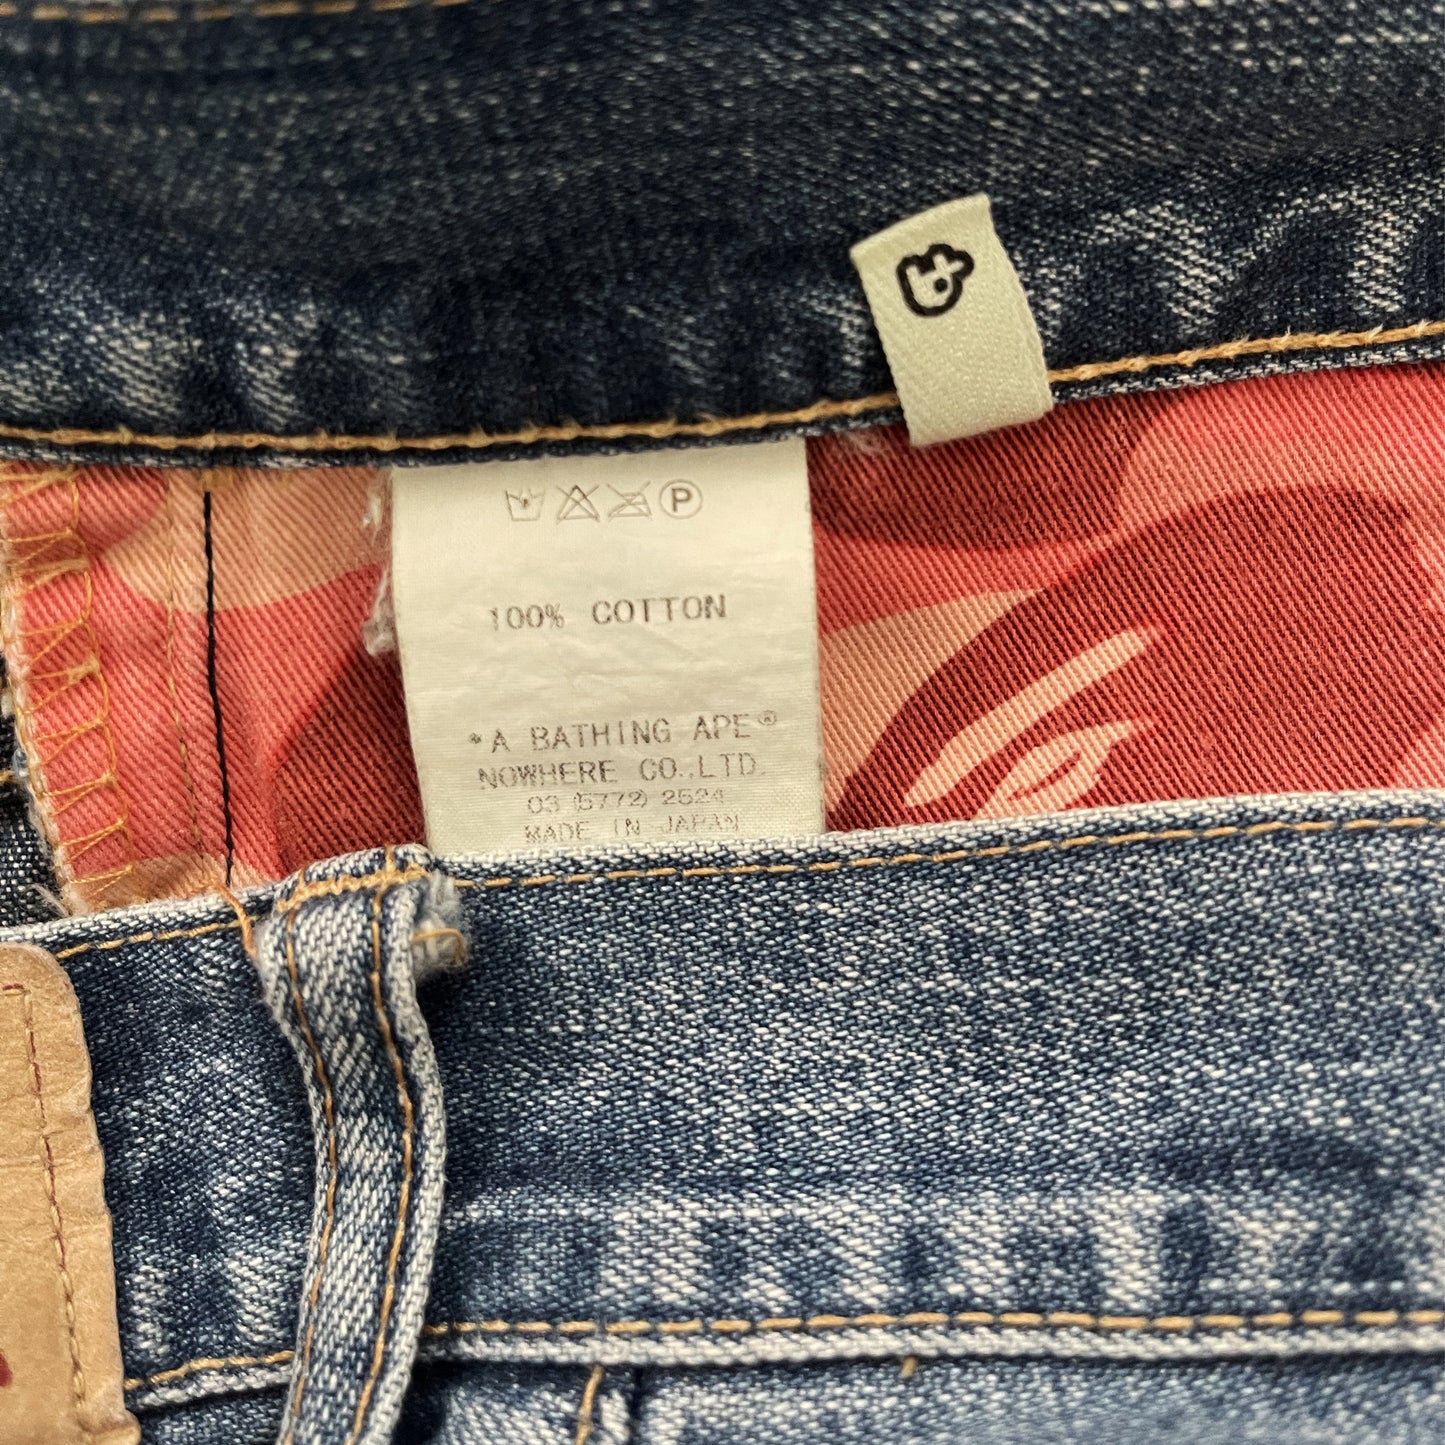 P
100% COTTON
*A BATHING APE®
NOWHERE CO.,LTD.
03 (5772) 2524
MADE IN JAPAN